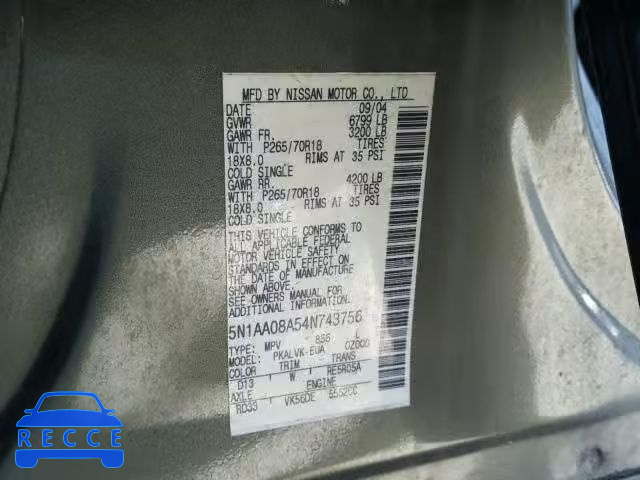 MFD BY NISSAN MOTOR CO., LTD
DATE 09/04
GVWR 6799 LB
GAWR FR. 3200 LB
WITH P265/70R18 TIRES
18X8.0 RIMS AT 35 PSI
COLD SINGLE
GAWR RR. 4200 LB
WITH P265/70R18 TIRES
18X8.0 RIMS AT 35 PSI
COLD SINGLE
THIS VEHICLE CONFORMS TO
ALL APPLICABLE FEDERAL
MOTOR VEHICLE SAFETY
STANDARDS IN EFFECT ON
THE DATE OF MANUFACTURE
SHOWN ABOVE.
SEE OWNERS MANUAL FOR
ADDITIONAL INFORMATION.
5N1AA08A54N743756
TYPE: MPV 856 L
MODEL: PKALVK-EUA
COLOR TRIM TRANS
D13 W RE5R05A
AXLE ENGINE
RD33 VK56DE 5552CC
RECCE